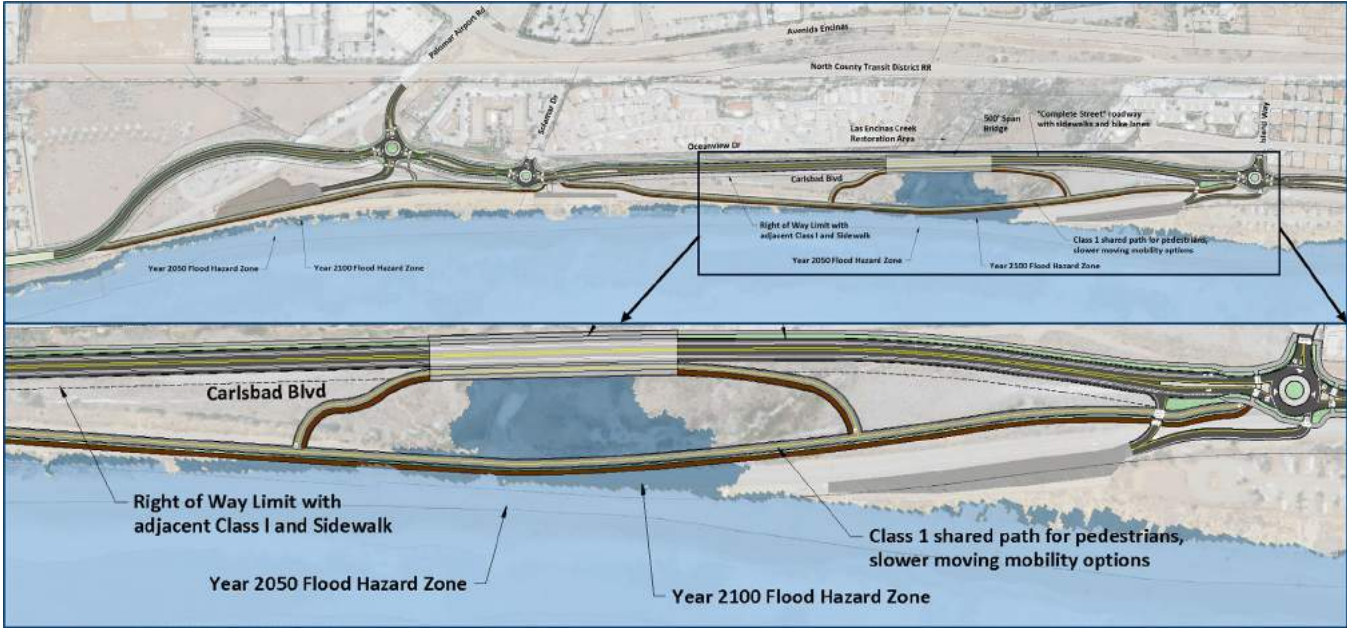 Palomar Airport Rd
Avenida Encinas
North County Transit District RR
Solamar Dr
Las Encinas Creek
Restoration Area
500' Span
Bridge
"Complete Street" roadway
with sidewalks and bike lanes
Island Way
Oceanview Dr
Carlsbad Blvd
Right of Way Limit with
adjacent Class I and Sidewalk
Class 1 shared path for pedestrians,
slower moving mobility options
Year 2050 Flood Hazard Zone
Year 2100 Flood Hazard Zone
Year 2050 Flood Hazard Zone
Year 2100 Flood Hazard Zone
Carlsbad Blvd
Right of Way Limit with
adjacent Class I and Sidewalk
Class 1 shared path for pedestrians,
slower moving mobility options
Year 2050 Flood Hazard Zone
Year 2100 Flood Hazard Zone